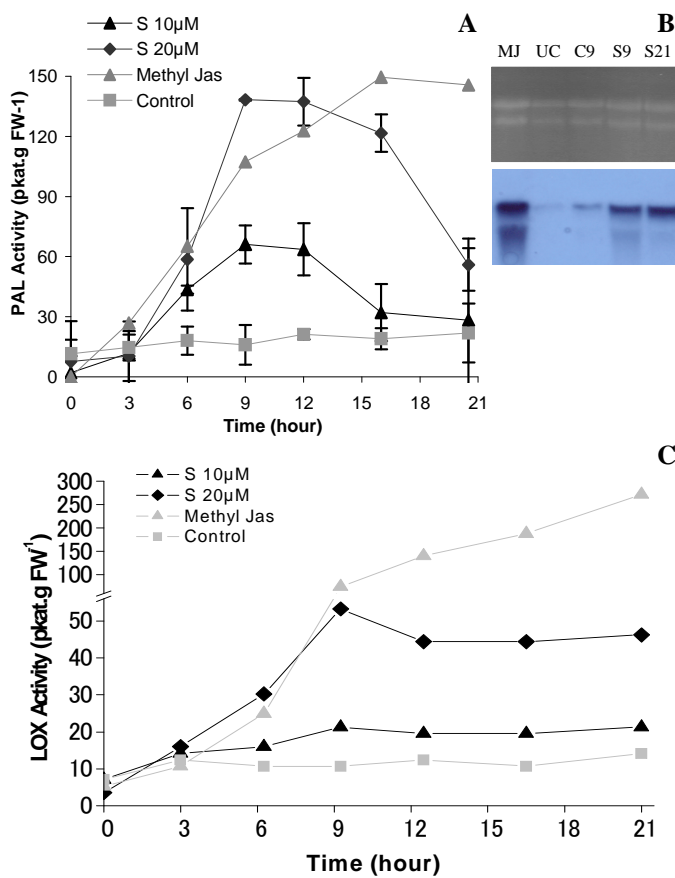 A
S 10µM
S 20µM
Methyl Jas
Control
PAL Activity (pkat.g FW-1)
150
120
90
60
30
0
0 3 6 9 12 15 18 21
Time (hour)
B
MJ UC C9 S9 S21
C
S 10µM
S 20µM
Methyl Jas
Control
LOX Activity (pkat.g FW-1)
300
250
200
150
100
50
40
30
20
10
0
0 3 6 9 12 15 18 21
Time (hour)